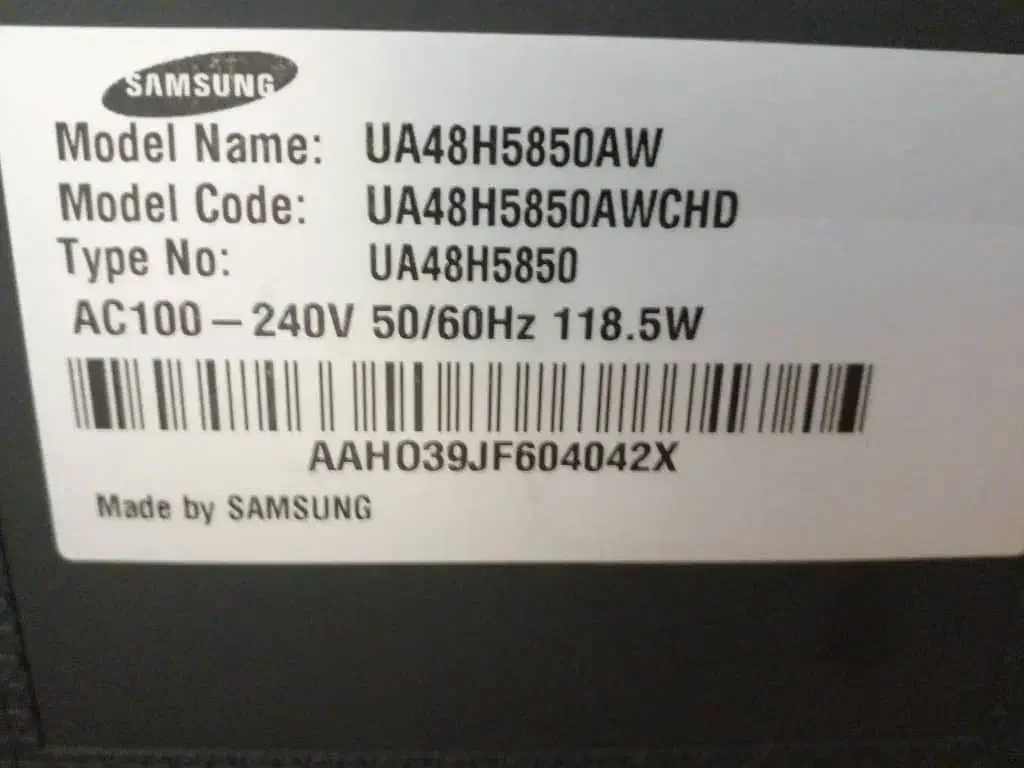 SAMSUNG
Model Name: UA48H5850AW
Model Code: UA48H5850AWCHD
Type No: UA48H5850
AC100-240V 50/60Hz 118.5W
AAHO39JF604042X
Made by SAMSUNG